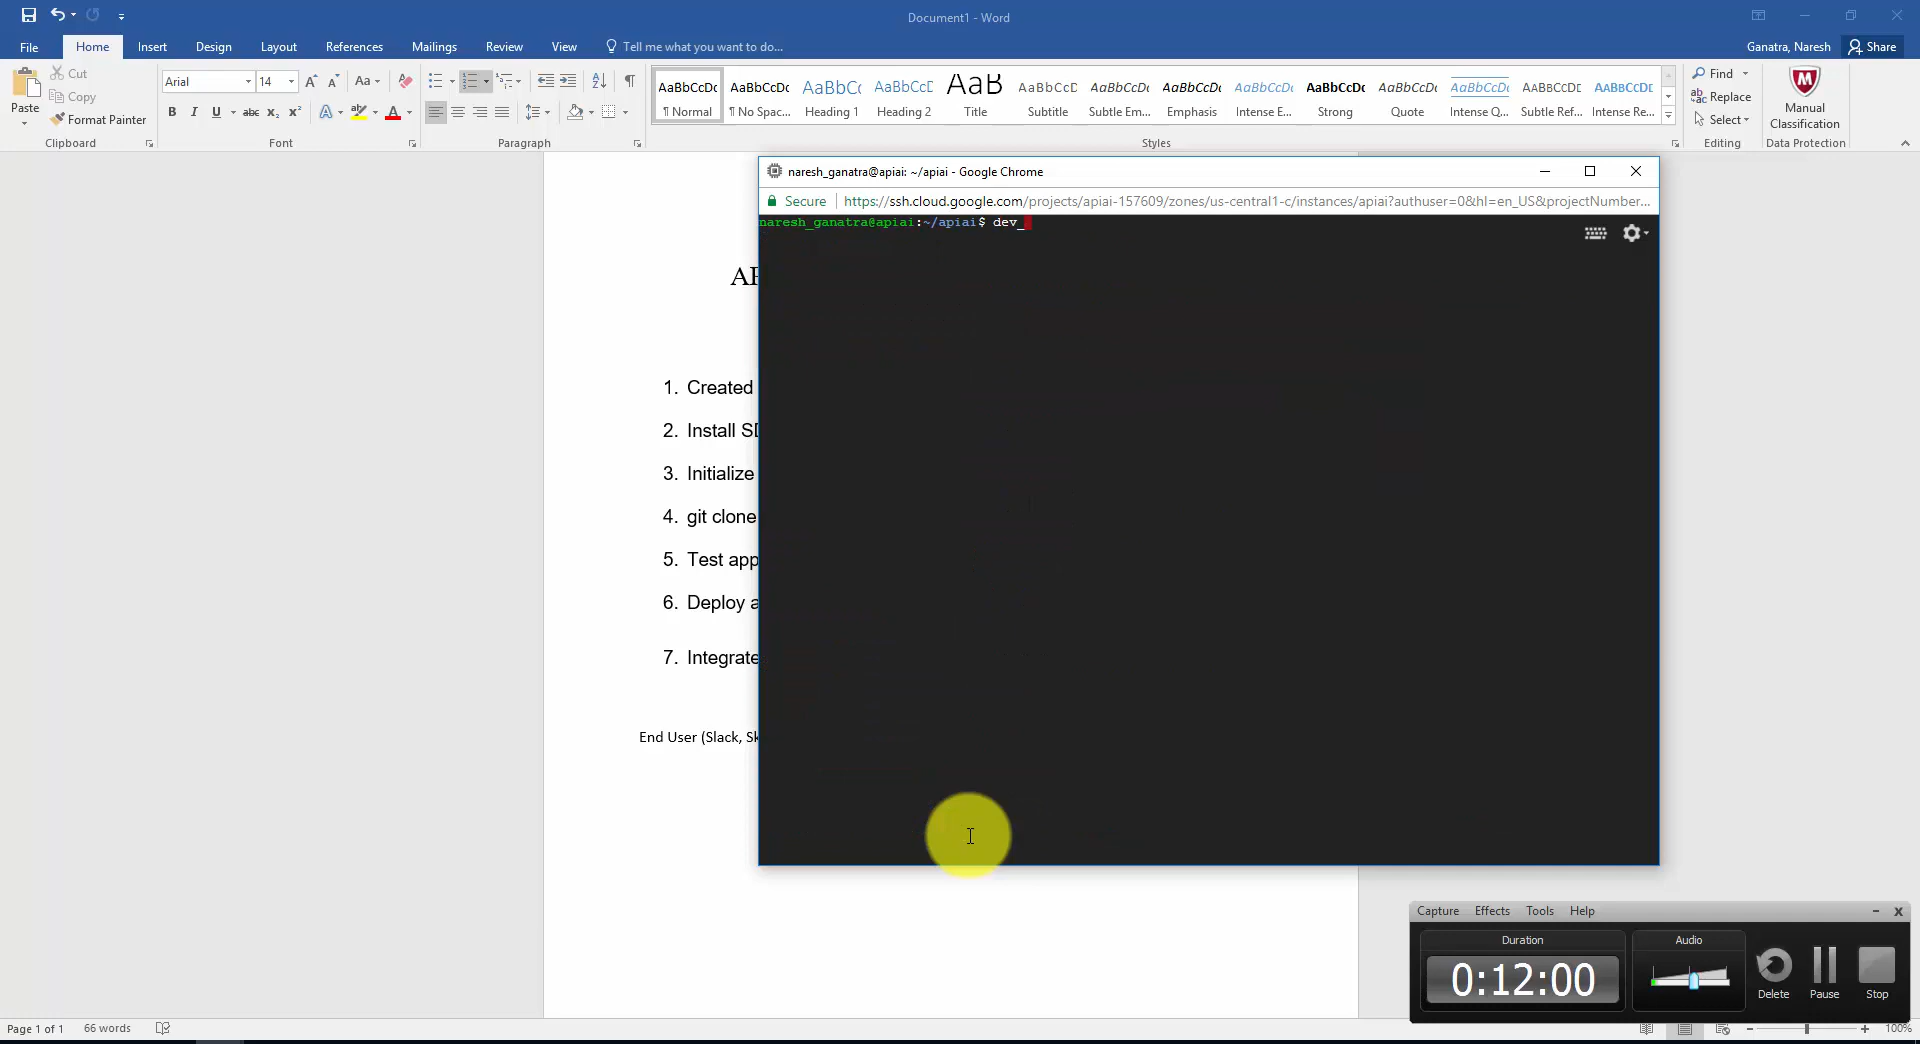 Document1 - Word
File Home Insert Design Layout References Mailings Review View Tell me what you want to do... Ganatra, Naresh Share
Paste Cut Copy Format Painter
Clipboard
Arial 14 Aa
B I U abc x₂ x² A A
Font
Paragraph
AaBbCcDc AaBbCcDc AaBbCc AaBbCcD AaB AaBbCcD AaBbCcDc AaBbCcDc AaBbCcDc AaBbCcDc AaBbCcDc AaBbCcDc AABBCCDC AABBCCDE
¶ Normal ¶ No Spac... Heading 1 Heading 2 Title Subtitle Subtle Em... Emphasis Intense E... Strong Quote Intense Q... Subtle Ref... Intense Re...
Styles
Find
Replace
Select
Editing
Manual
Classification
Data Protection
naresh_ganatra@apiai: ~/apiai - Google Chrome
Secure https://ssh.cloud.google.com/projects/apiai-157609/zones/us-central1-c/instances/apiai?authuser=0&hl=en_US&projectNumber...
naresh_ganatra@apiai:~/apiai$ dev_
1. Created
2. Install
3. Initialize
4. git clone
5. Test app
6. Deploy
7. Integrate
End User (Slack,
Capture Effects Tools Help
Duration
0:12:00
Audio
Delete Pause Stop
Page 1 of 1 66 words
100%